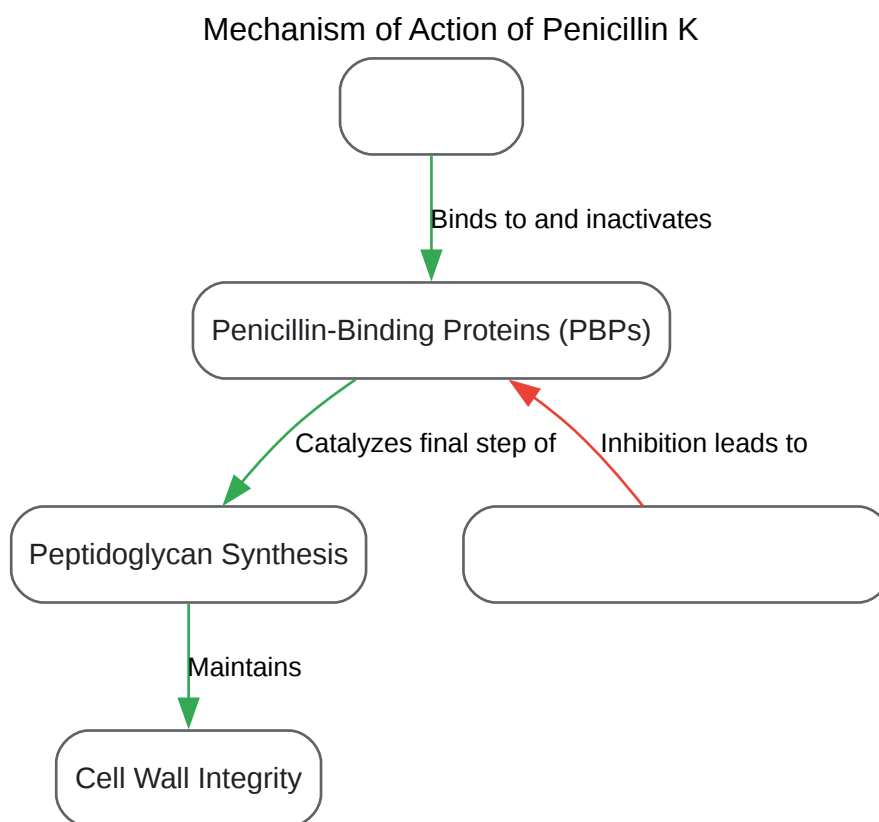 Mechanism of Action of Penicillin K
Binds to and inactivates
Penicillin-Binding Proteins (PBPs)
Catalyzes final step of
Inhibition leads to
Peptidoglycan Synthesis
Maintains
Cell Wall Integrity